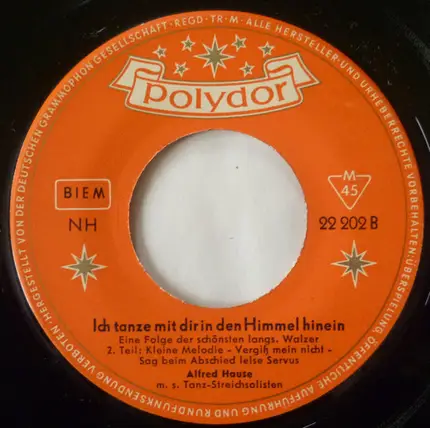 HERGESTELLT VON DER DEUTSCHEN GRAMMOPHON GESELLSCHAFT · REGD·TR·M · ALLE HERSTELLER- UND URHEBERRECHTE VORBEHALTEN · ÜBERSPIELUNG, ÖFFENTLICHE AUFFÜHRUNG UND RUNDFUNKSENDUNG VERBOTEN ·
polydor
BIEM
M
45
NH
22 202 B
Ich tanze mit dir in den Himmel hinein
Eine Folge der schönsten langs. Walzer
2. Teil: Kleine Melodie - Vergiß mein nicht -
Sag beim Abschied leise Servus
Alfred Hause
m. s. Tanz-Streichsolisten